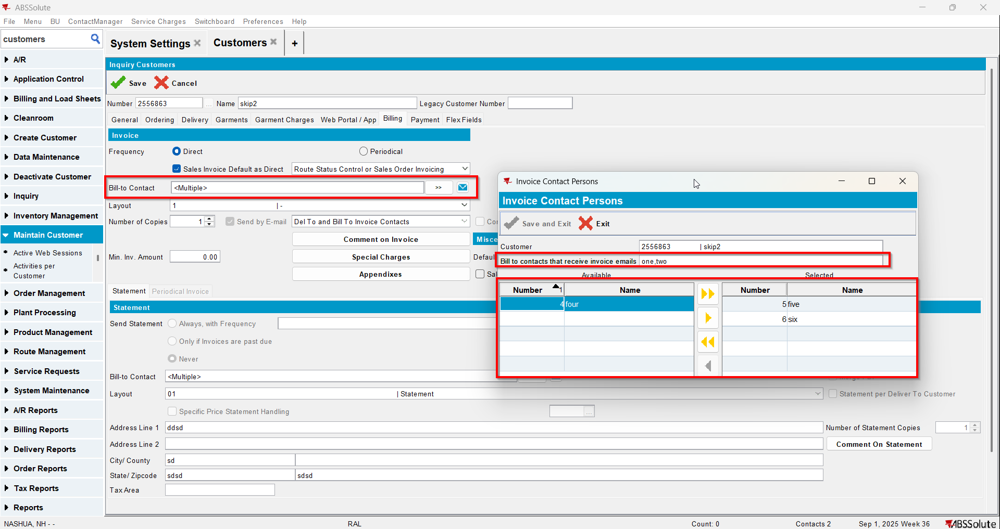 ABSSolute
File Menu BU ContactManager Service Charges Switchboard Preferences Help
customers
System Settings
Customers
+
A/R
Application Control
Billing and Load Sheets
Cleanroom
Create Customer
Data Maintenance
Deactivate Customer
Inquiry
Inventory Management
Maintain Customer
Active Web Sessions
Activities per
Customer
Order Management
Plant Processing
Product Management
Route Management
Service Requests
System Maintenance
A/R Reports
Billing Reports
Delivery Reports
Order Reports
Tax Reports
Reports
Inquiry Customers
Save Cancel
Number 2556863 ... Name skip2 Legacy Customer Number
General Ordering Delivery Garments Garment Charges Web Portal / App Billing Payment Flex Fields
Invoice
Frequency Direct Periodical
Sales Invoice Default as Direct Route Status Control or Sales Order Invoicing
Bill-to Contact <Multiple> >>
Layout 1 | -
Number of Copies 1 Send by E-mail Del To and Bill To Invoice Contacts
Comment on Invoice
Min. Inv. Amount 0.00 Special Charges
Appendixes
Statement Periodical Invoice
Statement
Send Statement Always, with Frequency
Only if Invoices are past due
Never
Bill-to Contact <Multiple>
Layout 01 | Statement Statement per Deliver To Customer
Specific Price Statement Handling ...
Address Line 1 ddsd Number of Statement Copies 1
Address Line 2 Comment On Statement
City/ County sd
State/ Zipcode sdsd sdsd
Tax Area
Invoice Contact Persons
Invoice Contact Persons
Save and Exit Exit
Customer 2556863 | skip2
Bill to contacts that receive invoice emails one,two
Available Selected
Number 1 Name Number Name
4 four 5 five
6 six
NASHUA, NH - - RAL Count: 0 Contacts 2 Sep 1, 2025 Week 36 ABSSolute